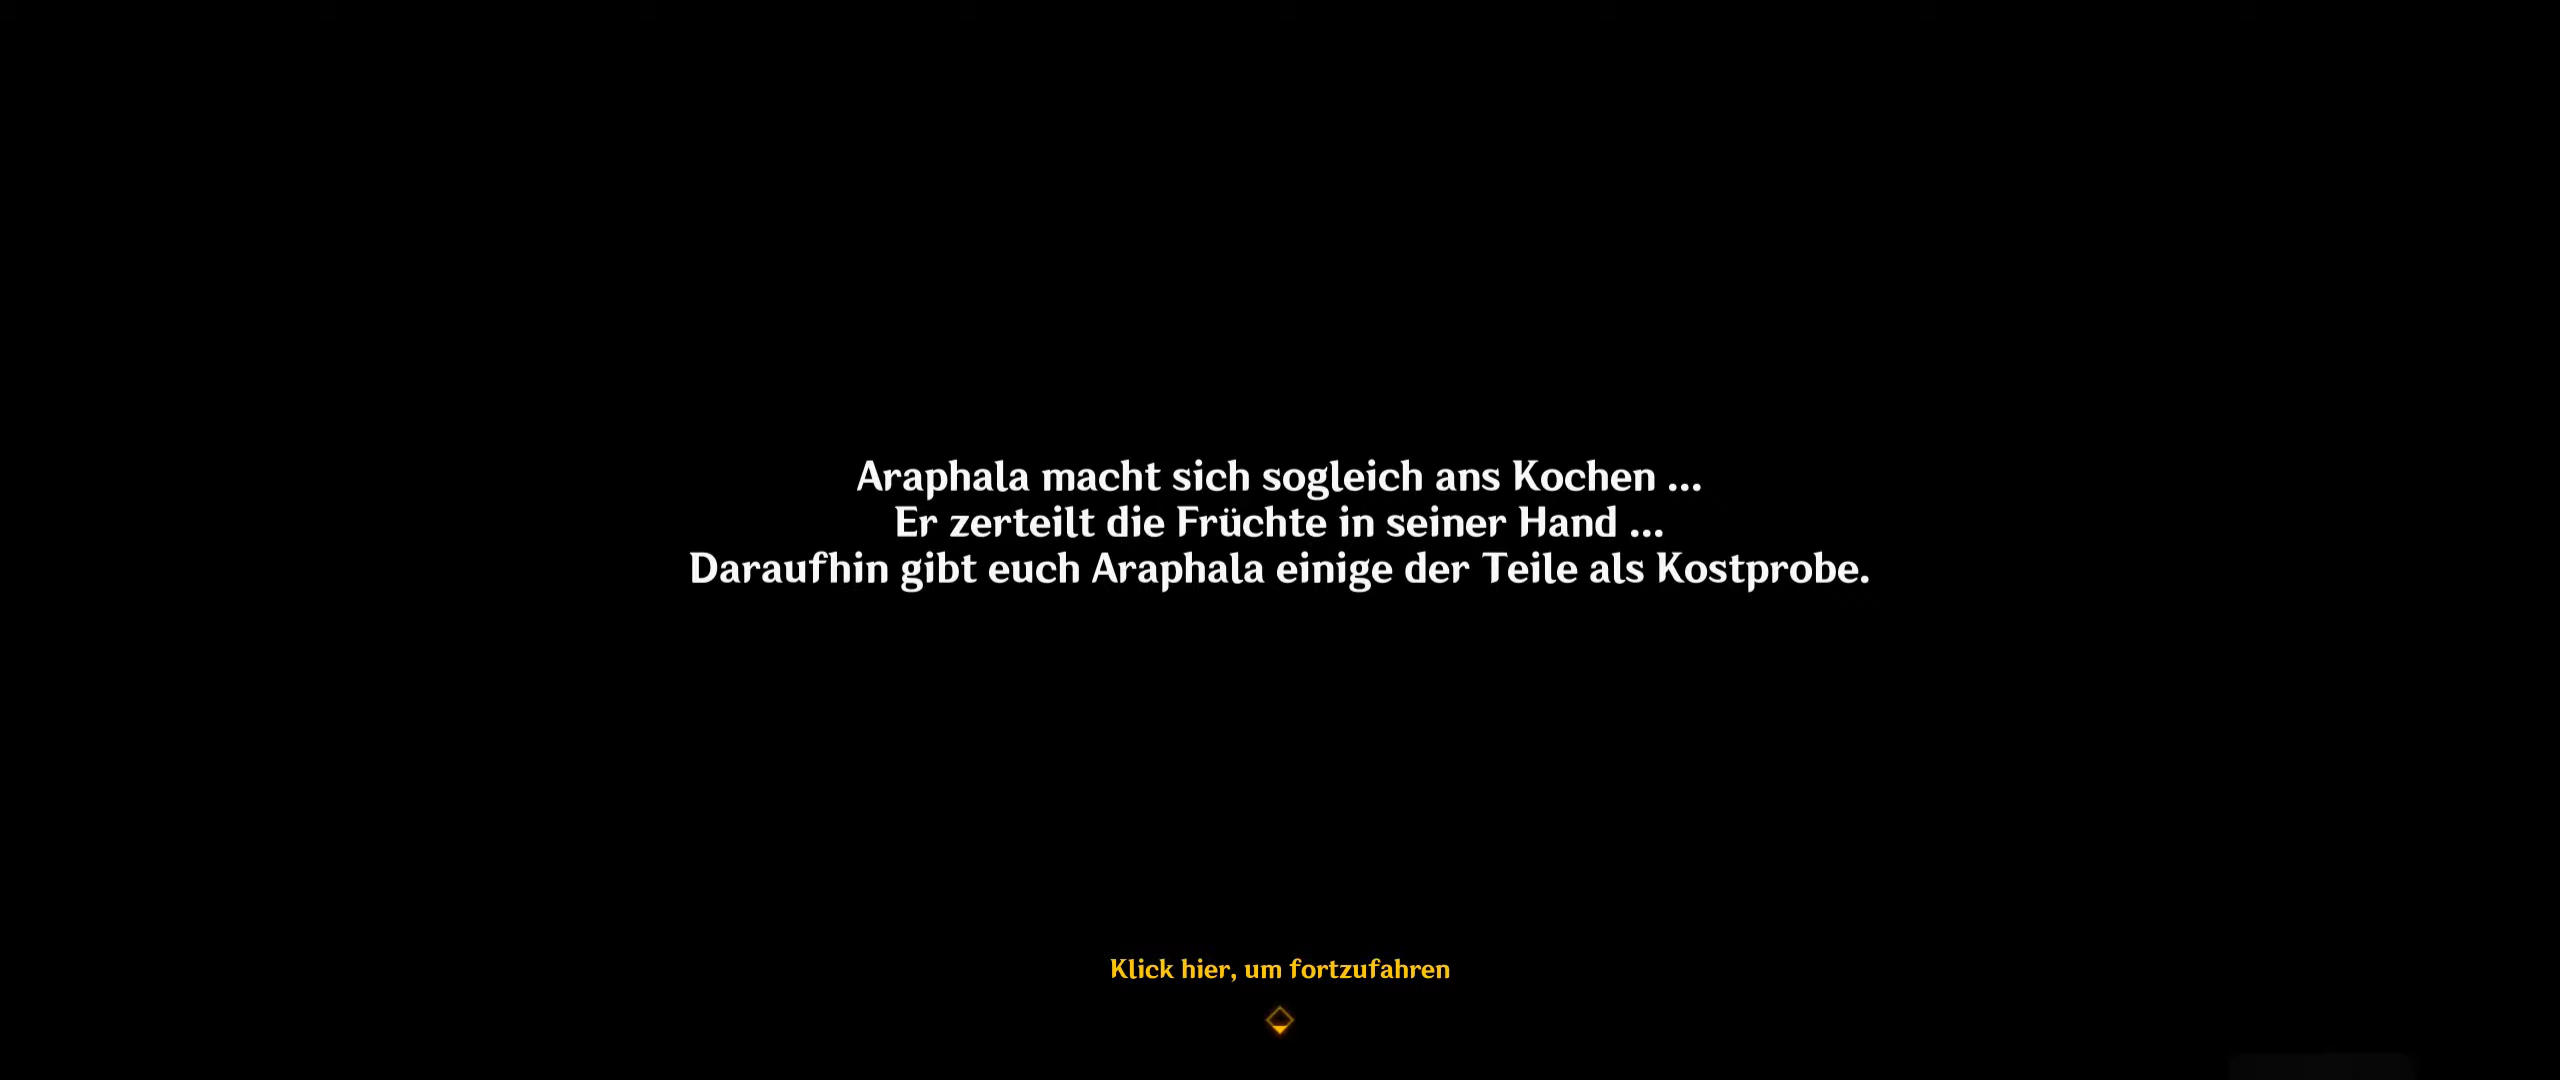 Araphala macht sich sogleich ans Kochen ...
Er zerteilt die Früchte in seiner Hand ...
Daraufhin gibt euch Araphala einige der Teile als Kostprobe.
Klick hier, um fortzufahren